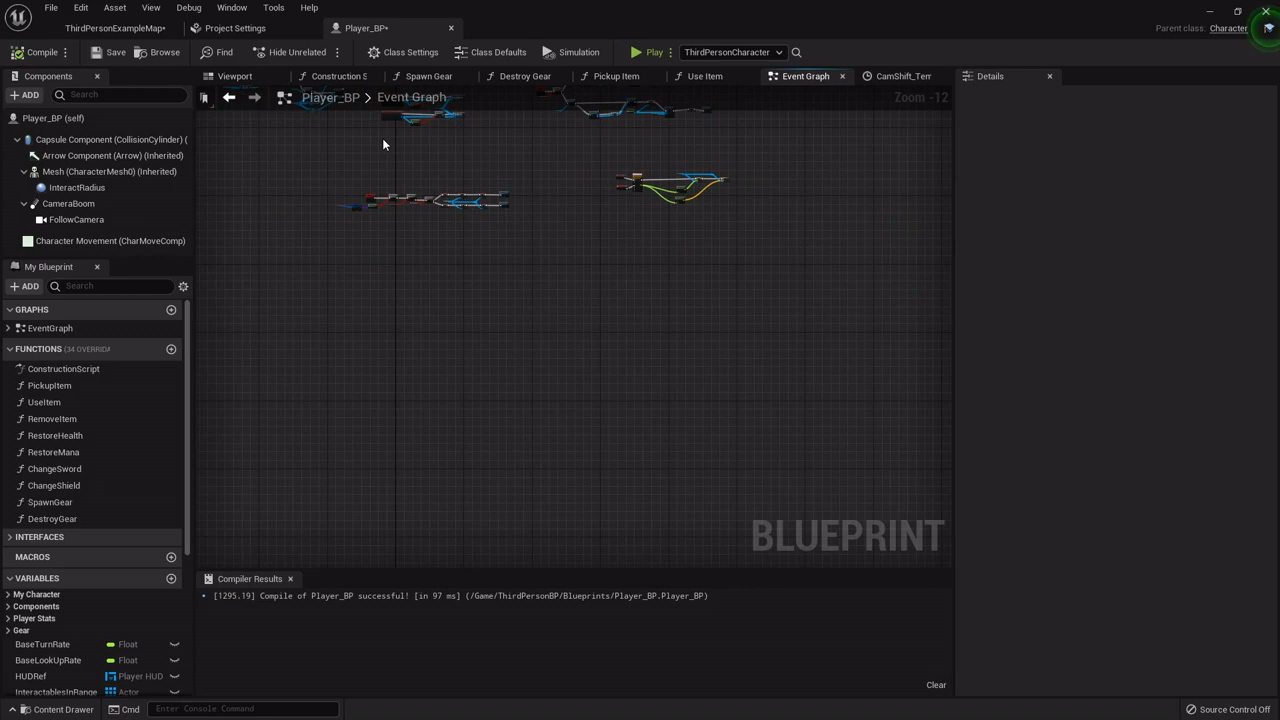 File Edit Asset View Debug Window Tools Help
ThirdPersonExampleMap* Project Settings Player_BP*
Parent class: Character
Compile Save Browse Find Hide Unrelated Class Settings Class Defaults Simulation Play ThirdPersonCharacter
Components Viewport Construction S Spawn Gear Destroy Gear Pickup Item Use Item Event Graph CamShift_Terr Details
+ ADD Search
Player_BP > Event Graph Zoom -12
Player_BP (self)
Capsule Component (CollisionCylinder) (
Arrow Component (Arrow) (Inherited)
Mesh (CharacterMesh0) (Inherited)
InteractRadius
CameraBoom
FollowCamera
Character Movement (CharMoveComp)
My Blueprint
+ ADD Search
GRAPHS
EventGraph
FUNCTIONS (34 OVERRIDA
ConstructionScript
PickupItem
UseItem
RemoveItem
RestoreHealth
RestoreMana
ChangeSword
ChangeShield
SpawnGear
DestroyGear
INTERFACES
MACROS
VARIABLES
My Character
Components
Player Stats
Gear
BaseTurnRate Float
BaseLookUpRate Float
HUDRef Player HUD
InteractablesInRange Actor
BLUEPRINT
Compiler Results
[1295.19] Compile of Player_BP successful! [in 97 ms] (/Game/ThirdPersonBP/Blueprints/Player_BP.Player_BP)
Clear
Content Drawer Cmd Enter Console Command Source Control Off